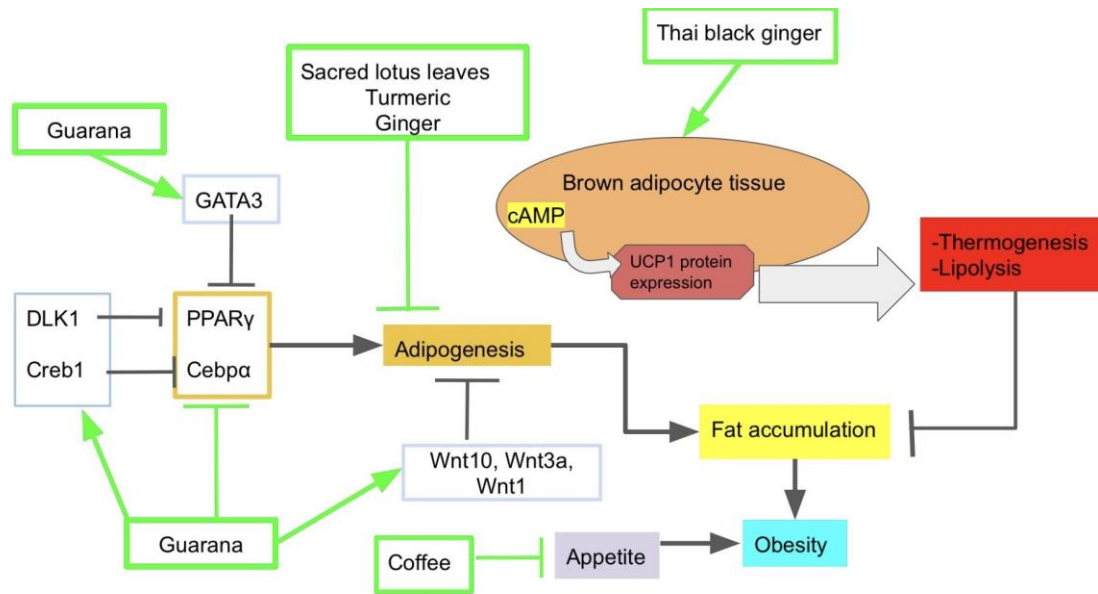 Thai black ginger
Sacred lotus leaves
Turmeric
Ginger
Guarana
Brown adipocyte tissue
GATA3
cAMP
UCP1 protein
expression
-Thermogenesis
-Lipolysis
DLK1
Creb1
PPARγ
Cebpα
Adipogenesis
Fat accumulation
Wnt10, Wnt3a,
Wnt1
Guarana
Coffee
Appetite
Obesity